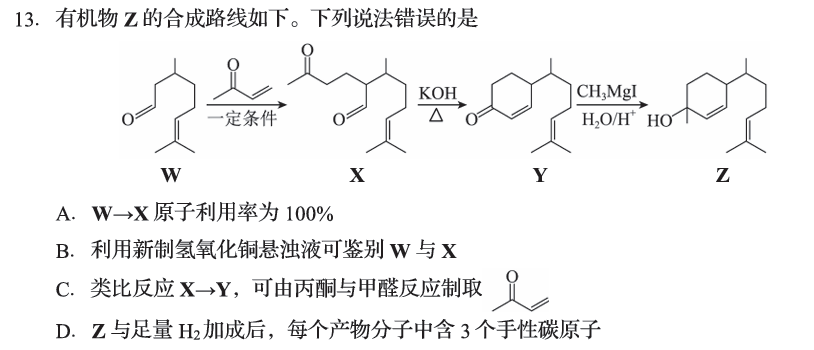 13. 有机物 Z 的合成路线如下。下列说法错误的是
O O O KOH CH₃MgI
O 一定条件 O △ O H₂O/H⁺ HO
W X Y Z
A. W→X 原子利用率为 100%
B. 利用新制氢氧化铜悬浊液可鉴别 W 与 X
C. 类比反应 X→Y，可由丙酮与甲醛反应制取 O
D. Z 与足量 H₂ 加成后，每个产物分子中含 3 个手性碳原子